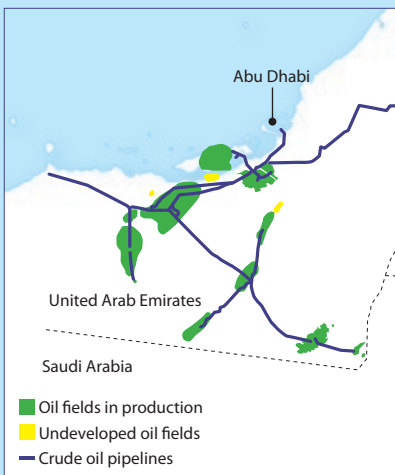 Abu Dhabi
United Arab Emirates
Saudi Arabia
Oil fields in production
Undeveloped oil fields
Crude oil pipelines